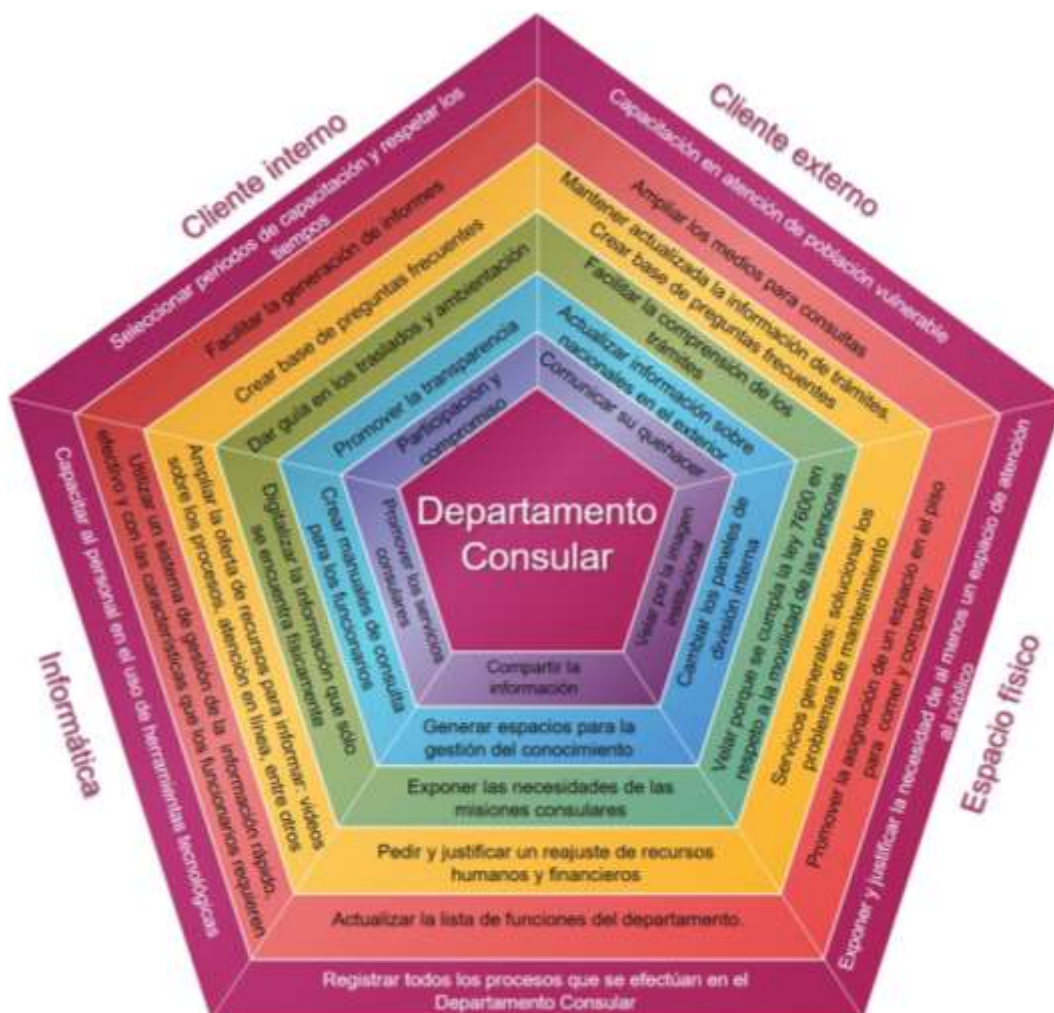 Cliente interno
Seleccionar periodos de capacitación y respetar los
tiempos
Facilitar la generación de informes
Crear base de preguntas frecuentes
Dar guía en los traslados y ambientación
Promover la transparencia
Participación y
compromiso
Cliente externo
Capacitación en atención de población vulnerable
Ampliar los medios para consultas
Mantener actualizada la información de trámites.
Crear base de preguntas frecuentes
Facilitar la comprensión de los
trámites
Actualizar información sobre
nacionales en el exterior
Comunicar su quehacer
Espacio físico
Exponer y justificar la necesidad de al menos un espacio de atención
al público
Promover la asignación de un espacio en el piso
para comer y compartir
Servicios generales: solucionar los
problemas de mantenimiento
Velar porque se cumpla la ley 7600 en
respeto a la movilidad de las personas
Cambiar los paneles de
división interna
Velar por la imagen
institucional
Informática
Capacitar al personal en el uso de herramientas tecnológicas
Utilizar un sistema de gestión de la información rápido,
efectivo y con las características que los funcionarios requieren
Ampliar la oferta de recursos para informar: videos
sobre los procesos, atención en línea, entre otros
Digitalizar la información que solo
se encuentra físicamente
Crear manuales de consulta
para los funcionarios
Promover los servicios
consulares
Departamento
Consular
Compartir la
información
Generar espacios para la
gestión del conocimiento
Exponer las necesidades de las
misiones consulares
Pedir y justificar un reajuste de recursos
humanos y financieros
Actualizar la lista de funciones del departamento.
Registrar todos los procesos que se efectúan en el
Departamento Consular